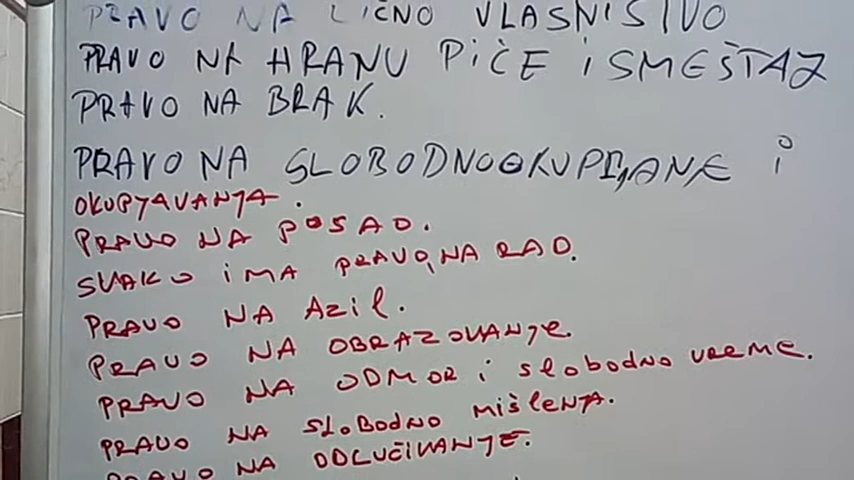 PRAVO NA LIČNO VLASNISTVO
PRAVO NA HRANU PIĆE i SMEŠTAJ
PRAVO NA BRAK.
PRAVO NA SLOBODNO OKUPLJANJE i
OKUPJAVANJA.
PRAVO NA POSAO.
SVAKO iMA PRAVO, NA RAD.
PRAVO NA AZiL.
PRAVO NA OBRAZOVANJE.
PRAVO NA ODMOR i slobodno VREME.
PRAVO NA SLOBODNO MišlENJA.
PRAVO NA ODLUČIVANJE.